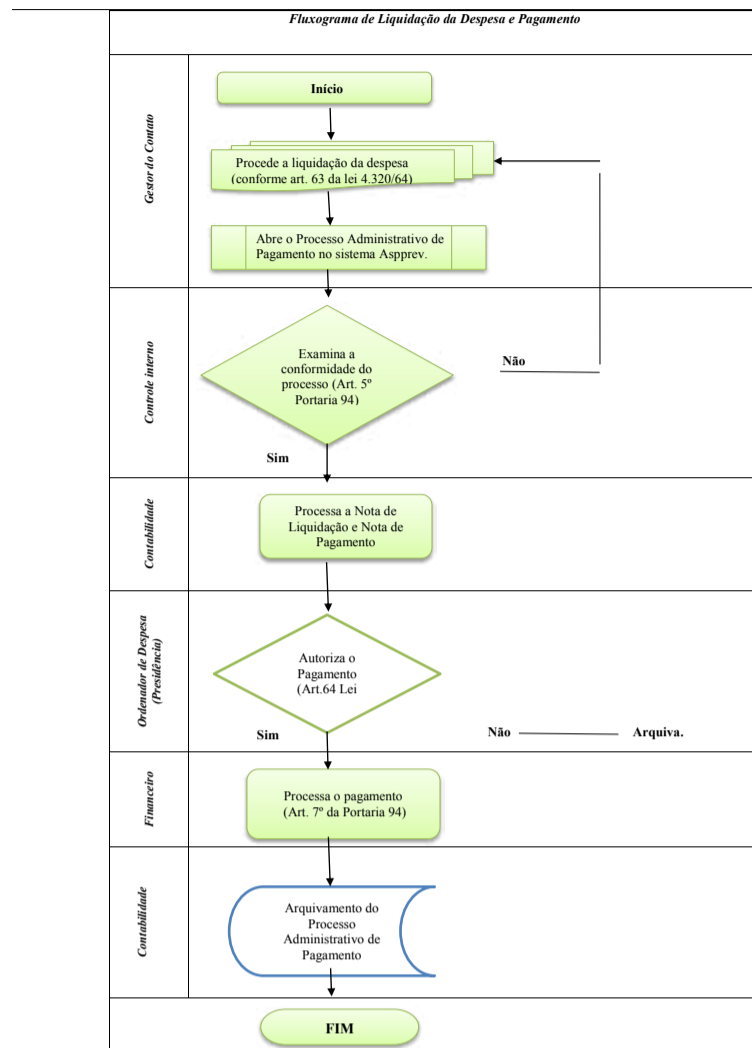 Fluxograma de Liquidação da Despesa e Pagamento
Gestor do Contato
Início
Procede a liquidação da despesa
(conforme art. 63 da lei 4.320/64)
Abre o Processo Administrativo de
Pagamento no sistema Aspprev.
Controle interno
Examina a
conformidade do
processo (Art. 5º
Portaria 94)
Não
Sim
Contabilidade
Processa a Nota de
Liquidação e Nota de
Pagamento
Ordenador de Despesa
(Presidência)
Autoriza o
Pagamento
(Art.64 Lei
Sim
Não
Arquiva.
Financeiro
Processa o pagamento
(Art. 7º da Portaria 94)
Contabilidade
Arquivamento do
Processo
Administrativo de
Pagamento
FIM